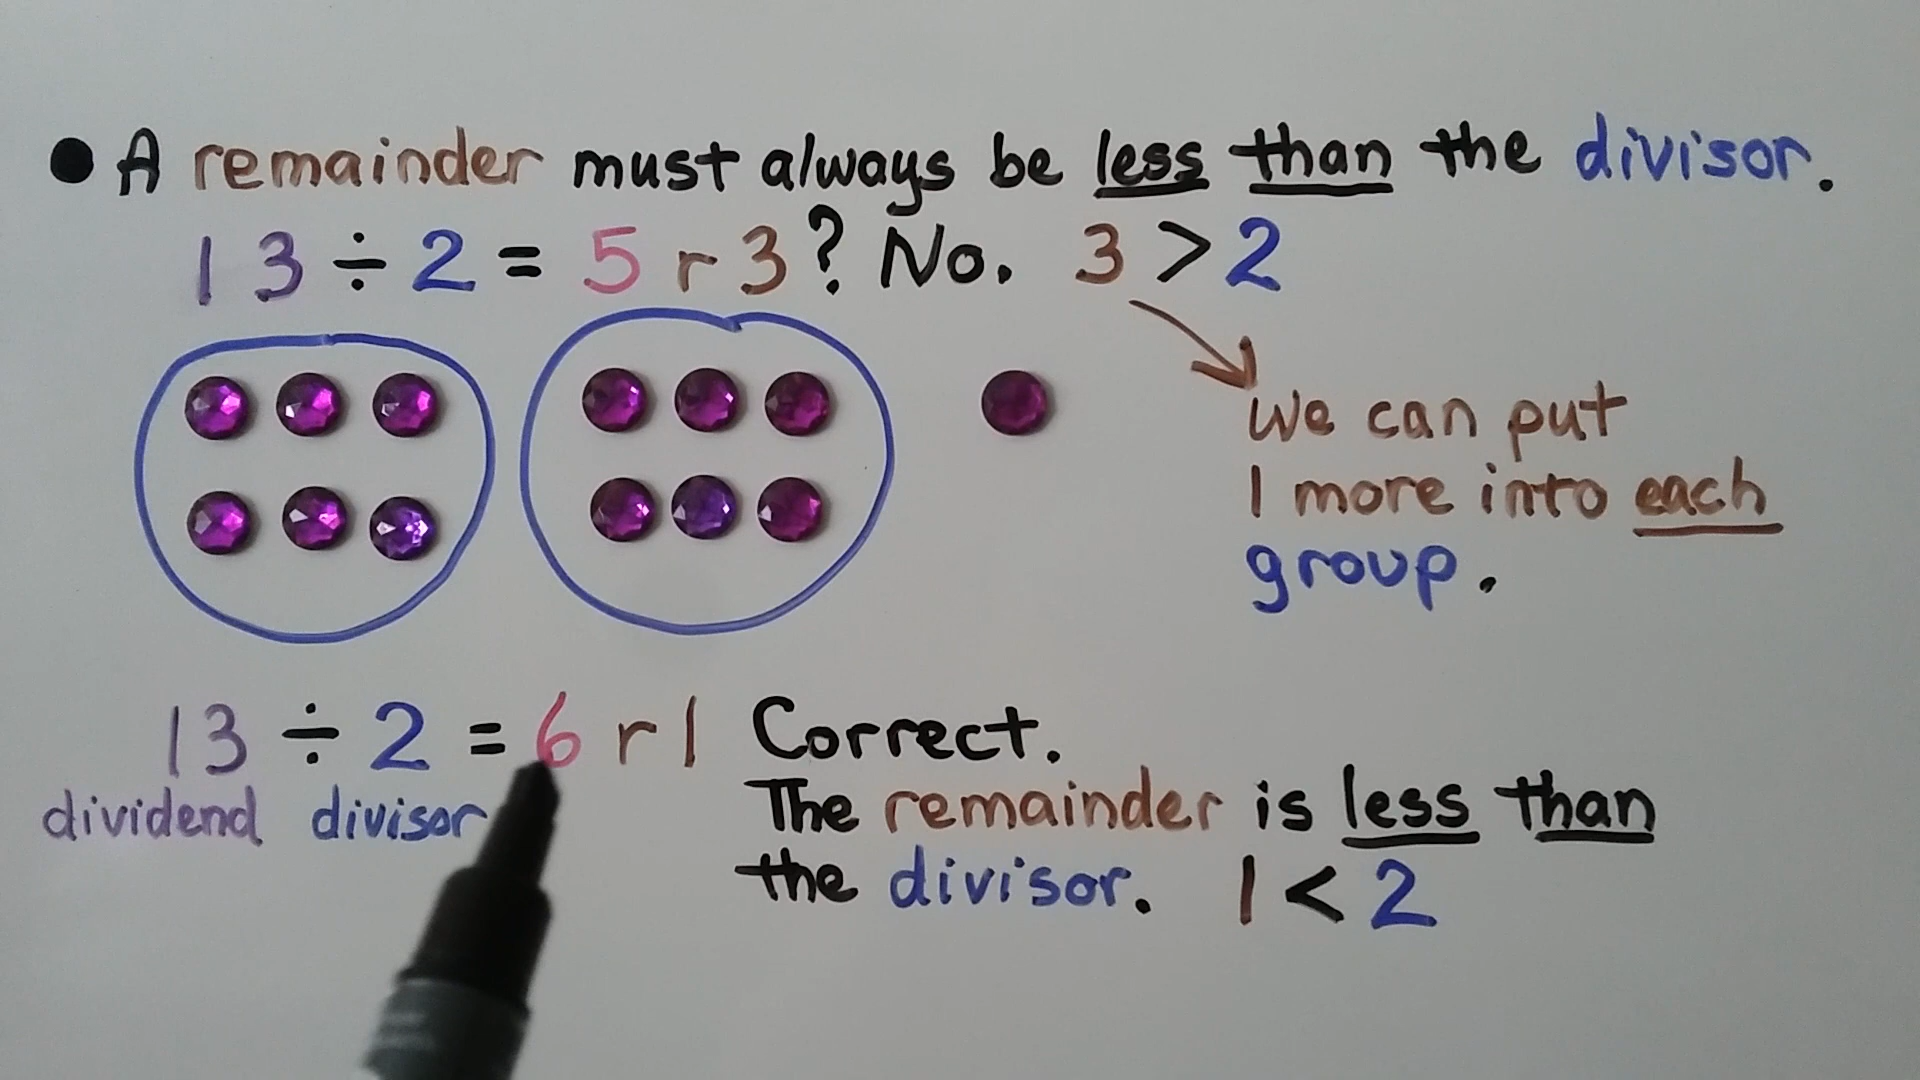 • A remainder must always be less than the divisor.
13 ÷ 2 = 5 r 3? No. 3 > 2
We can put
1 more into each
group.
13 ÷ 2 = 6 r 1 Correct.
dividend divisor
The remainder is less than
the divisor. 1 < 2